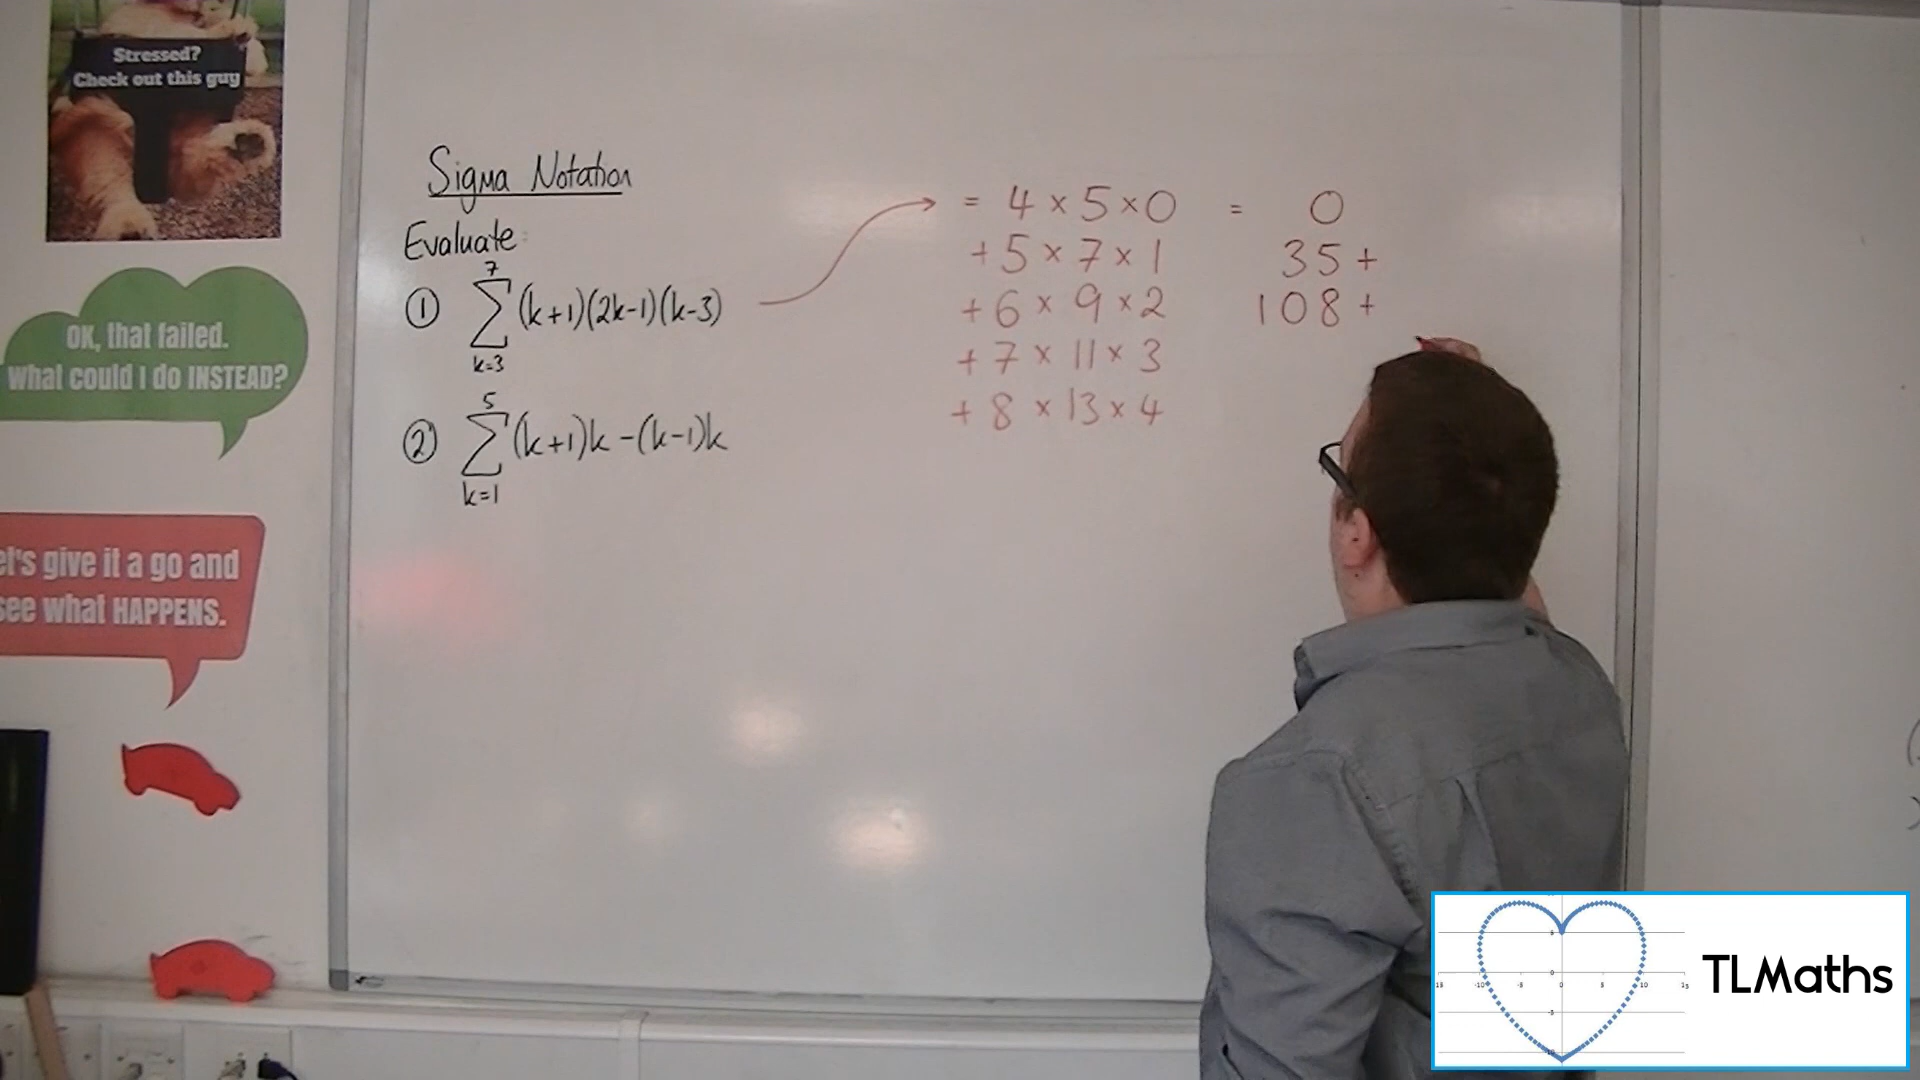 Stressed?
Check out this guy
OK, that failed.
What could I do INSTEAD?
et's give it a go and
see what HAPPENS.
Sigma Notation
Evaluate:
① 7 ∑ k=3 (k+1)(2k-1)(k-3)
② 5 ∑ k=1 (k+1)k-(k-1)k
= 4 × 5 × 0 = 0
+ 5 × 7 × 1 35 +
+ 6 × 9 × 2 108 +
+ 7 × 11 × 3
+ 8 × 13 × 4
TLMaths